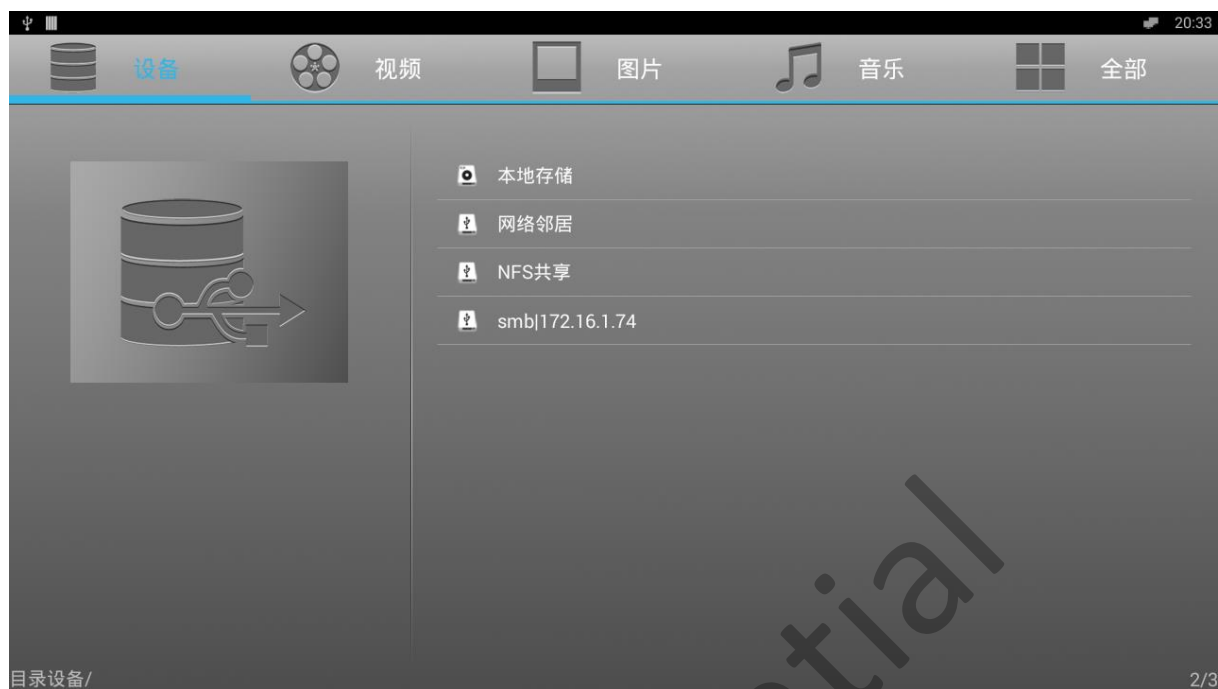 20:33
设备 视频 图片 音乐 全部
本地存储
网络邻居
NFS共享
smb|172.16.1.74
目录设备/ 2/3
tial